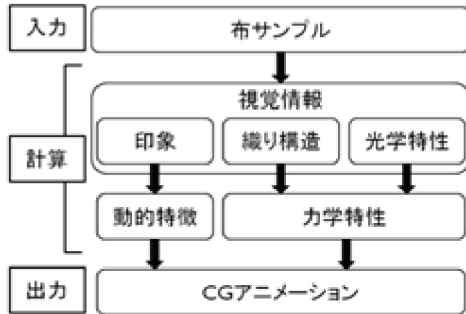 入力
布サンプル
視覚情報
印象
織り構造
光学特性
計算
動的特徴
力学特性
出力
CGアニメーション